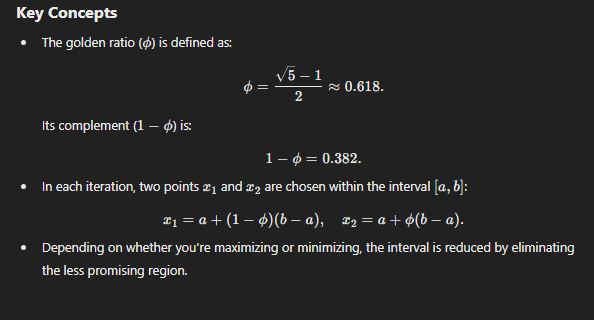 Key Concepts
• The golden ratio (ϕ) is defined as:
ϕ = (√5 − 1)/2 ≈ 0.618.
Its complement (1 − ϕ) is:
1 − ϕ = 0.382.
• In each iteration, two points x₁ and x₂ are chosen within the interval [a, b]:
x₁ = a + (1 − ϕ)(b − a), x₂ = a + ϕ(b − a).
• Depending on whether you're maximizing or minimizing, the interval is reduced by eliminating
the less promising region.